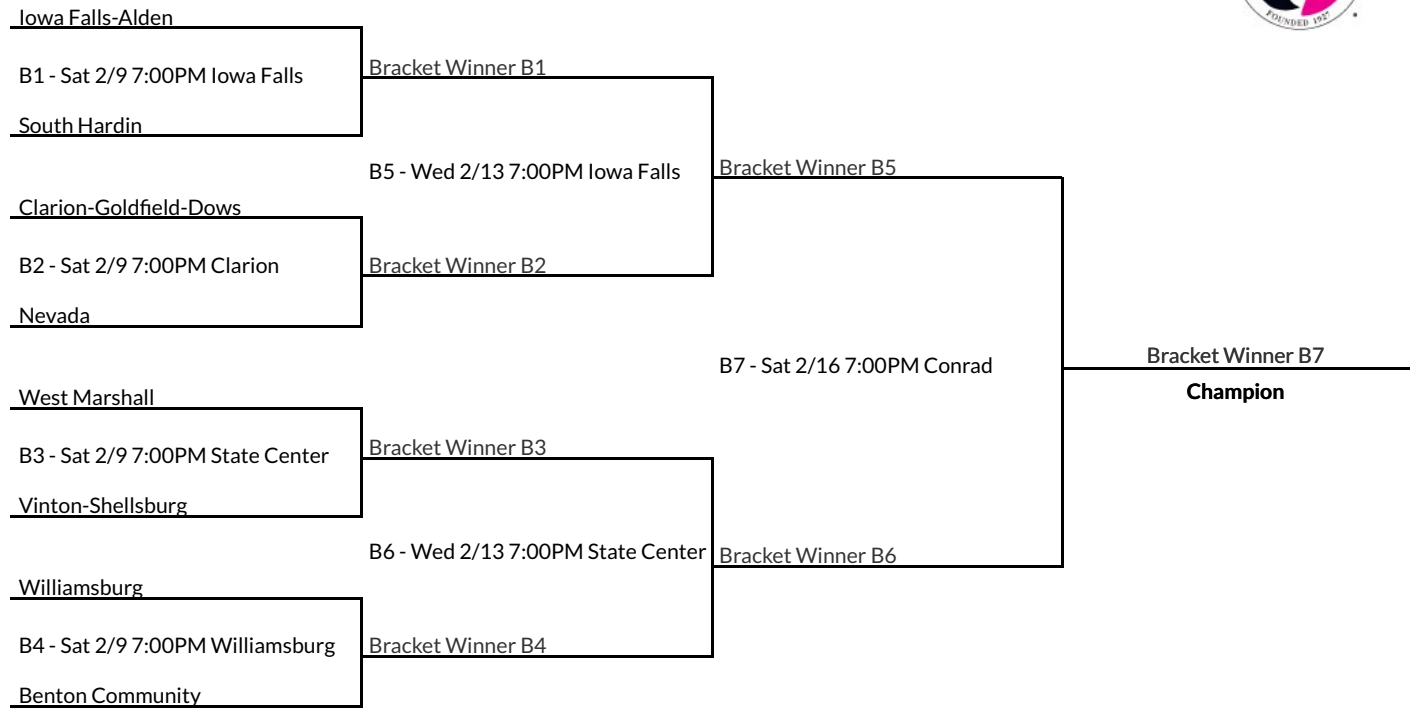 Iowa Falls-Alden
B1 - Sat 2/9 7:00PM Iowa Falls
South Hardin
Bracket Winner B1
B5 - Wed 2/13 7:00PM Iowa Falls
Clarion-Goldfield-Dows
B2 - Sat 2/9 7:00PM Clarion
Nevada
Bracket Winner B2
Bracket Winner B5
B7 - Sat 2/16 7:00PM Conrad
West Marshall
B3 - Sat 2/9 7:00PM State Center
Vinton-Shellsburg
Bracket Winner B3
B6 - Wed 2/13 7:00PM State Center
Williamsburg
B4 - Sat 2/9 7:00PM Williamsburg
Benton Community
Bracket Winner B4
Bracket Winner B6
Bracket Winner B7
Champion
FOUNDED 1927